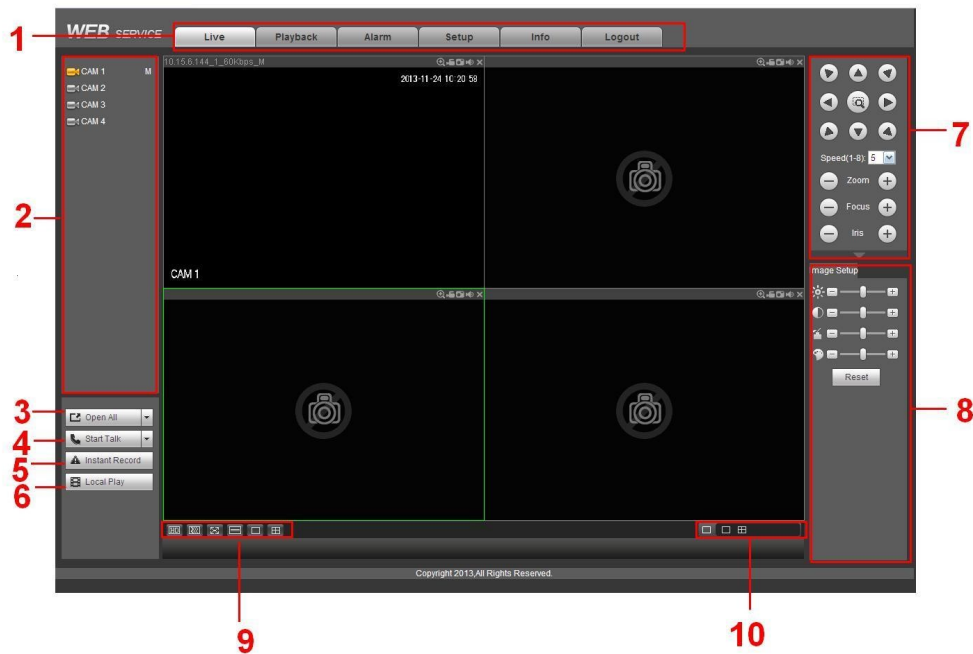 WEB SERVICE
Live Playback Alarm Setup Info Logout
1
CAM 1 M
CAM 2
CAM 3
CAM 4
2
10.15.6.144_1_60Kbps_M
2013-11-24 10:20:58
CAM 1
7
Speed(1-8): 5
Zoom
Focus
Iris
mage Setup
Reset
8
3 Open All
4 Start Talk
5 Instant Record
6 Local Play
Copyright 2013,All Rights Reserved.
9
10